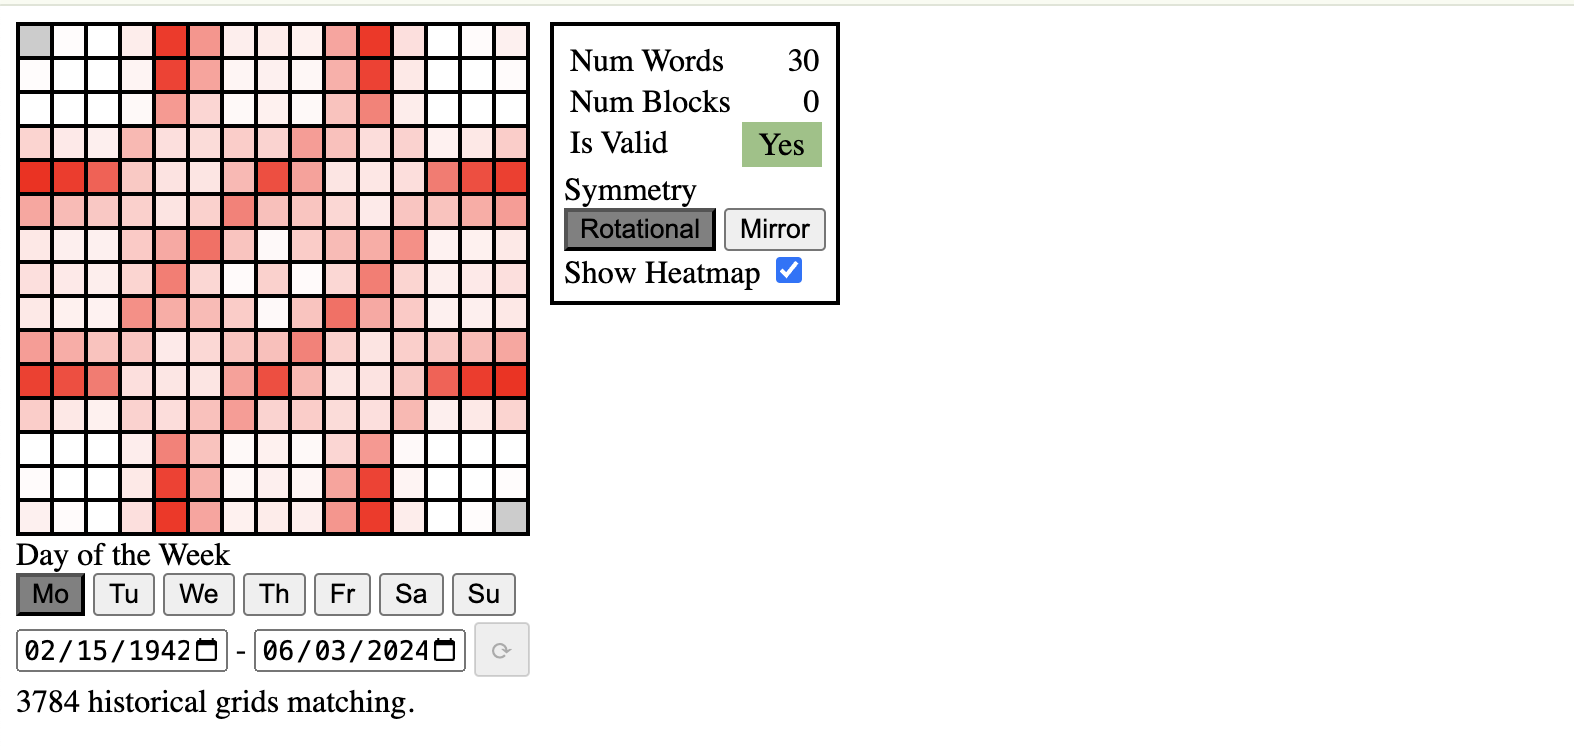 Num Words 30
Num Blocks 0
Is Valid Yes
Symmetry
Rotational Mirror
Show Heatmap
Day of the Week
Mo Tu We Th Fr Sa Su
02/15/1942 - 06/03/2024 ⟳
3784 historical grids matching.